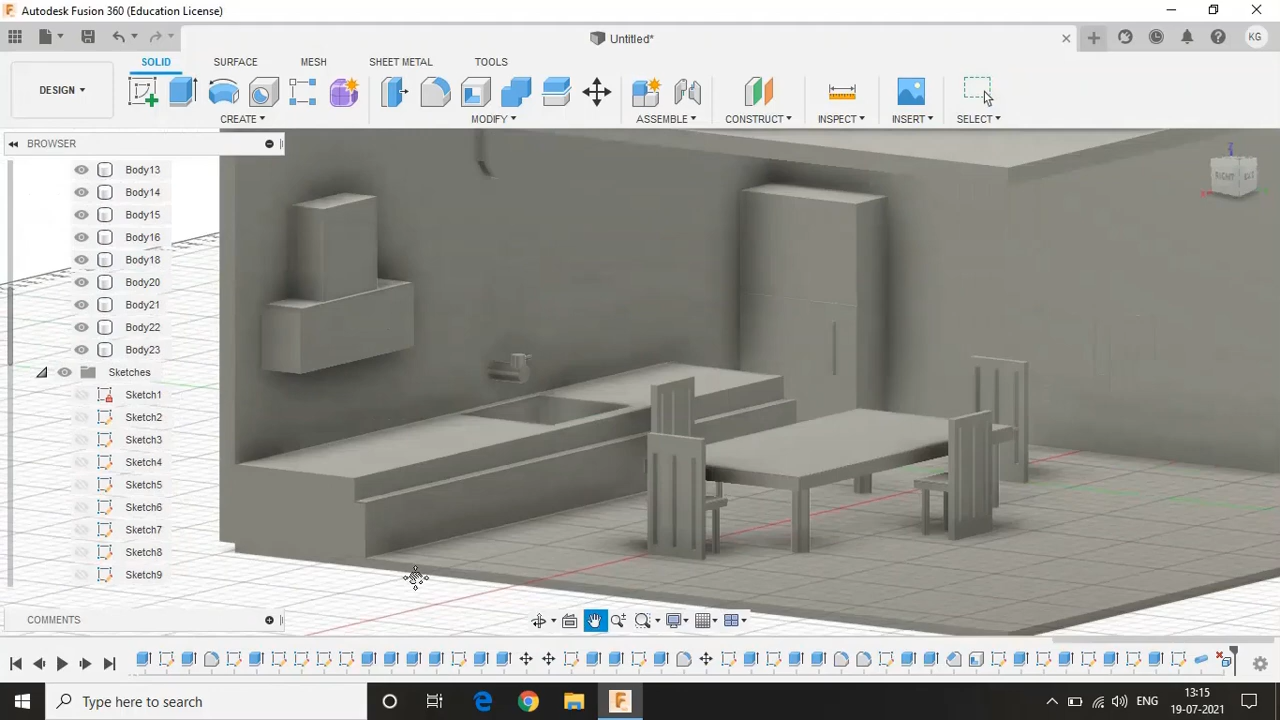 Autodesk Fusion 360 (Education License)
Untitled*
KG
DESIGN
SOLID SURFACE MESH SHEET METAL TOOLS
CREATE MODIFY ASSEMBLE CONSTRUCT INSPECT INSERT SELECT
BROWSER
Body13
Body14
Body15
Body16
Body18
Body20
Body21
Body22
Body23
Sketches
Sketch1
Sketch2
Sketch3
Sketch4
Sketch5
Sketch6
Sketch7
Sketch8
Sketch9
Z
RIGHT
COMMENTS
Type here to search
ENG
13:15
19-07-2021